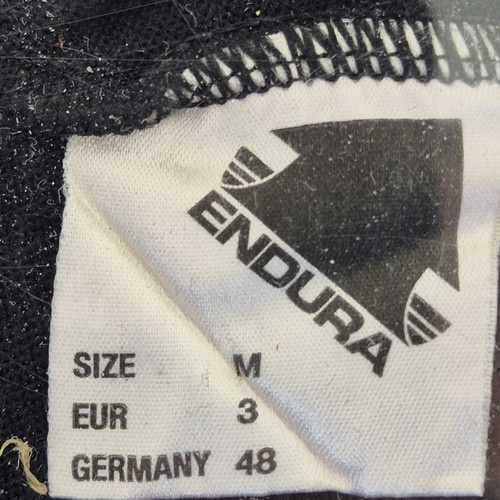 ENDURA
SIZE M
EUR 3
GERMANY 48